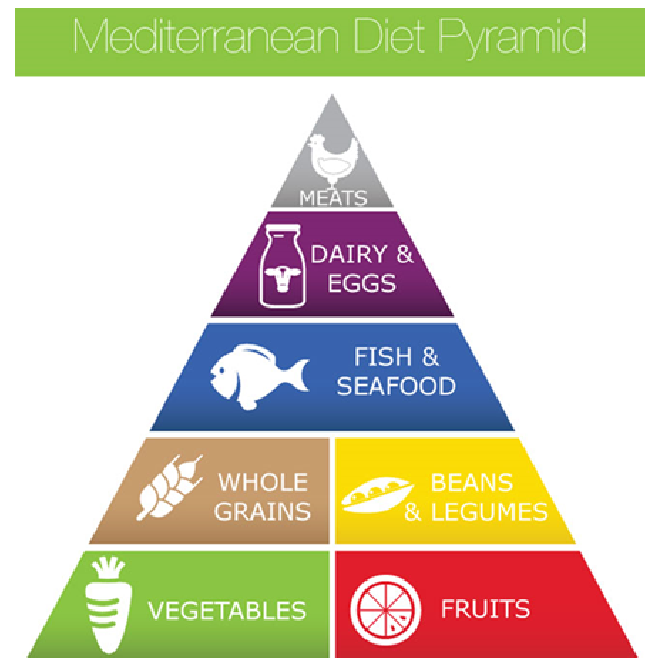 Mediterranean Diet Pyramid
MEATS
DAIRY &
EGGS
FISH &
SEAFOOD
WHOLE
GRAINS
BEANS
& LEGUMES
VEGETABLES
FRUITS